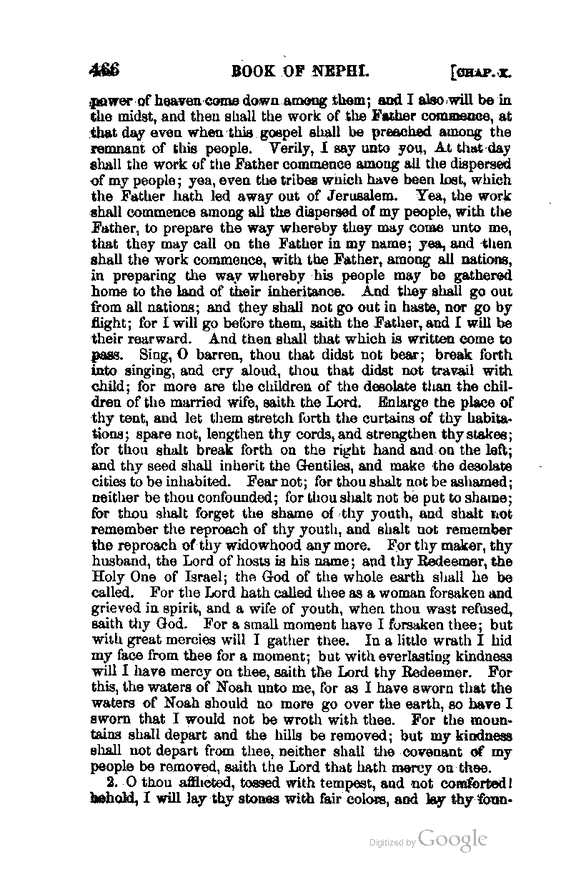 466 BOOK OF NEPHI. [CHAP. X.
power of heaven come down among them; and I also will be in
the midst, and then shall the work of the Father commence, at
that day even when this gospel shall be preached among the
remnant of this people. Verily, I say unto you, At that day
shall the work of the Father commence among all the dispersed
of my people; yea, even the tribes which have been lost, which
the Father hath led away out of Jerusalem. Yea, the work
shall commence among all the dispersed of my people, with the
Father, to prepare the way whereby they may come unto me,
that they may call on the Father in my name; yea, and then
shall the work commence, with the Father, among all nations,
in preparing the way whereby his people may be gathered
home to the land of their inheritance. And they shall go out
from all nations; and they shall not go out in haste, nor go by
flight; for I will go before them, saith the Father, and I will be
their rearward. And then shall that which is written come to
pass. Sing, O barren, thou that didst not bear; break forth
into singing, and cry aloud, thou that didst not travail with
child; for more are the children of the desolate than the chil-
dren of the married wife, saith the Lord. Enlarge the place of
thy tent, and let them stretch forth the curtains of thy habita-
tions; spare not, lengthen thy cords, and strengthen thy stakes;
for thou shalt break forth on the right hand and on the left;
and thy seed shall inherit the Gentiles, and make the desolate
cities to be inhabited. Fear not; for thou shalt not be ashamed;
neither be thou confounded; for thou shalt not be put to shame;
for thou shalt forget the shame of thy youth, and shalt not
remember the reproach of thy youth, and shalt not remember
the reproach of thy widowhood any more. For thy maker, thy
husband, the Lord of hosts is his name; and thy Redeemer, the
Holy One of Israel; the God of the whole earth shall he be
called. For the Lord hath called thee as a woman forsaken and
grieved in spirit, and a wife of youth, when thou wast refused,
saith thy God. For a small moment have I forsaken thee; but
with great mercies will I gather thee. In a little wrath I hid
my face from thee for a moment; but with everlasting kindness
will I have mercy on thee, saith the Lord thy Redeemer. For
this, the waters of Noah unto me, for as I have sworn that the
waters of Noah should no more go over the earth, so have I
sworn that I would not be wroth with thee. For the moun-
tains shall depart and the hills be removed; but my kindness
shall not depart from thee, neither shall the covenant of my
people be removed, saith the Lord that hath mercy on thee.
2. O thou afflicted, tossed with tempest, and not comforted!
behold, I will lay thy stones with fair colors, and lay thy foun-
Digitized by Google